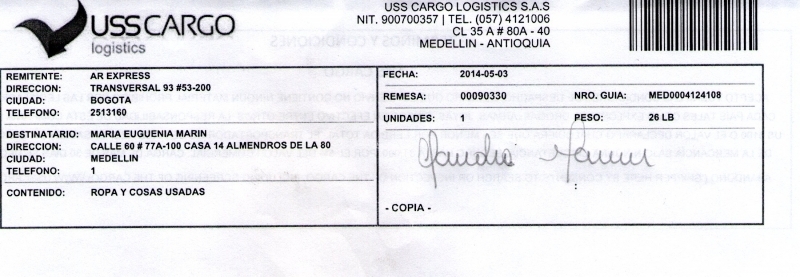 USS CARGO
logistics
USS CARGO LOGISTICS S.A.S
NIT. 900700357 | TEL. (057) 4121006
CL 35 A # 80A - 40
MEDELLIN - ANTIOQUIA
REMITENTE: AR EXPRESS
DIRECCION: TRANSVERSAL 93 #53-200
CIUDAD: BOGOTA
TELEFONO: 2513160
DESTINATARIO: MARIA EUGUENIA MARIN
DIRECCION: CALLE 60 # 77A-100 CASA 14 ALMENDROS DE LA 80
CIUDAD: MEDELLIN
TELEFONO: 1
CONTENIDO: ROPA Y COSAS USADAS
FECHA: 2014-05-03
REMESA: 00090330 NRO. GUIA: MED0004124108
UNIDADES: PESO: 26 LB
- COPIA -